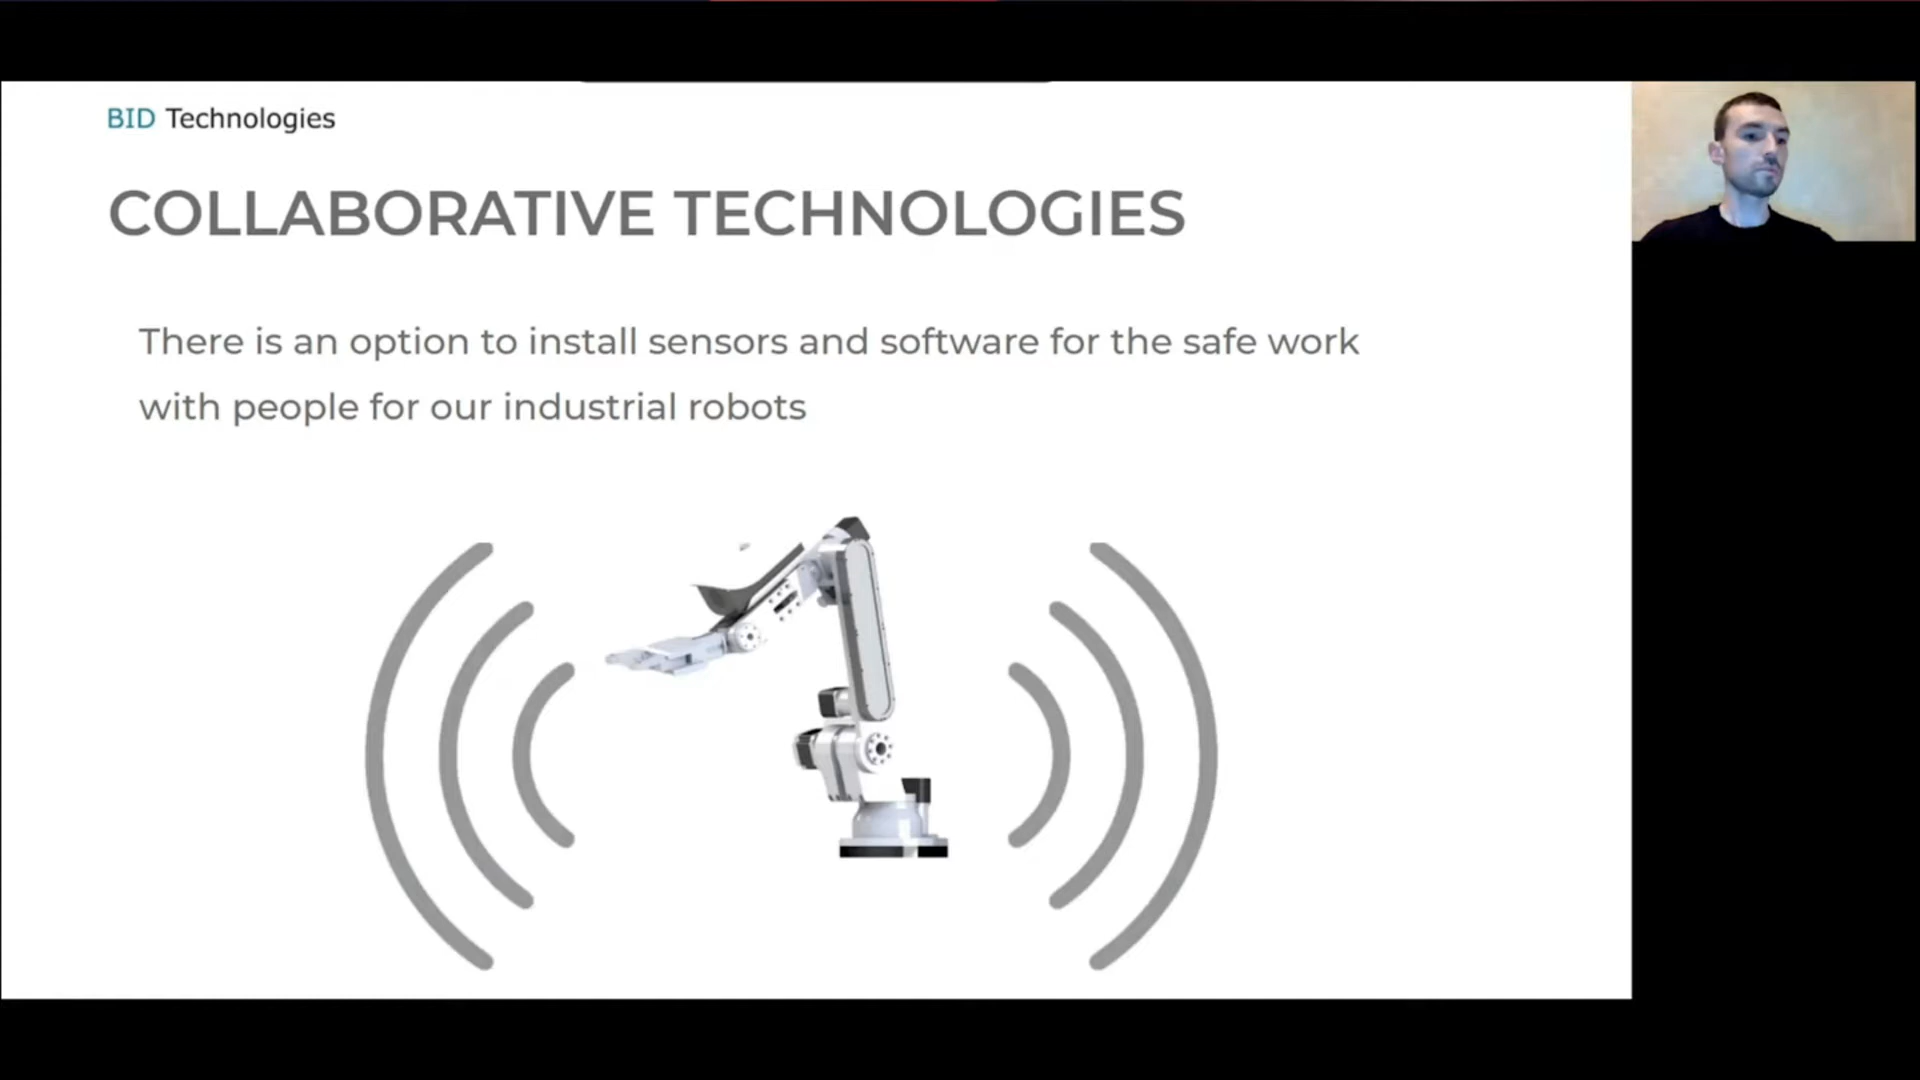 BID Technologies
COLLABORATIVE TECHNOLOGIES
There is an option to install sensors and software for the safe work
with people for our industrial robots